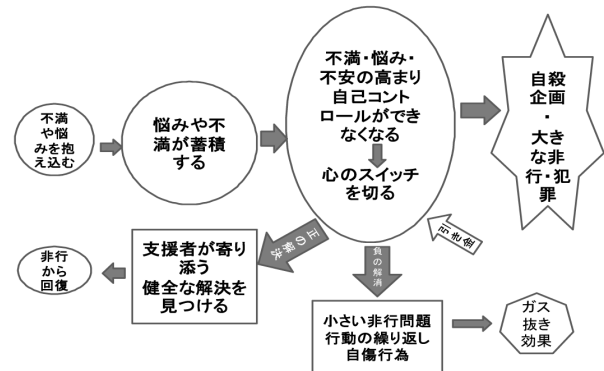 不満
や悩
みを抱
え込む
悩みや不
満が蓄積
する
不満・悩み・
不安の高まり
自己コント
ロールができ
なくなる
心のスイッチ
を切る
自殺
企画
・
大き
な非
行・犯
罪
引き金
正の解決
負の解消
支援者が寄り
添う
健全な解決を
見つける
非行
から
回復
小さい非行問題
行動の繰り返し
自傷行為
ガス
抜き
効果